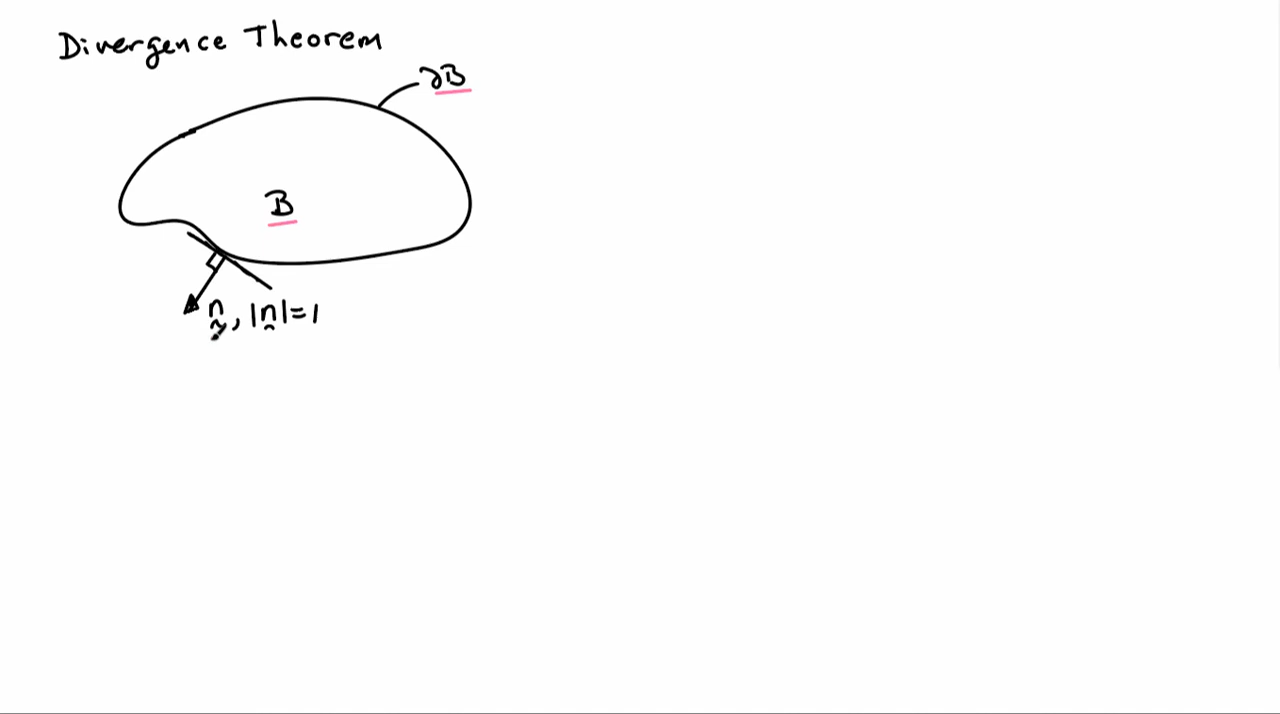 Divergence Theorem
∂B
B
n, |n|=1